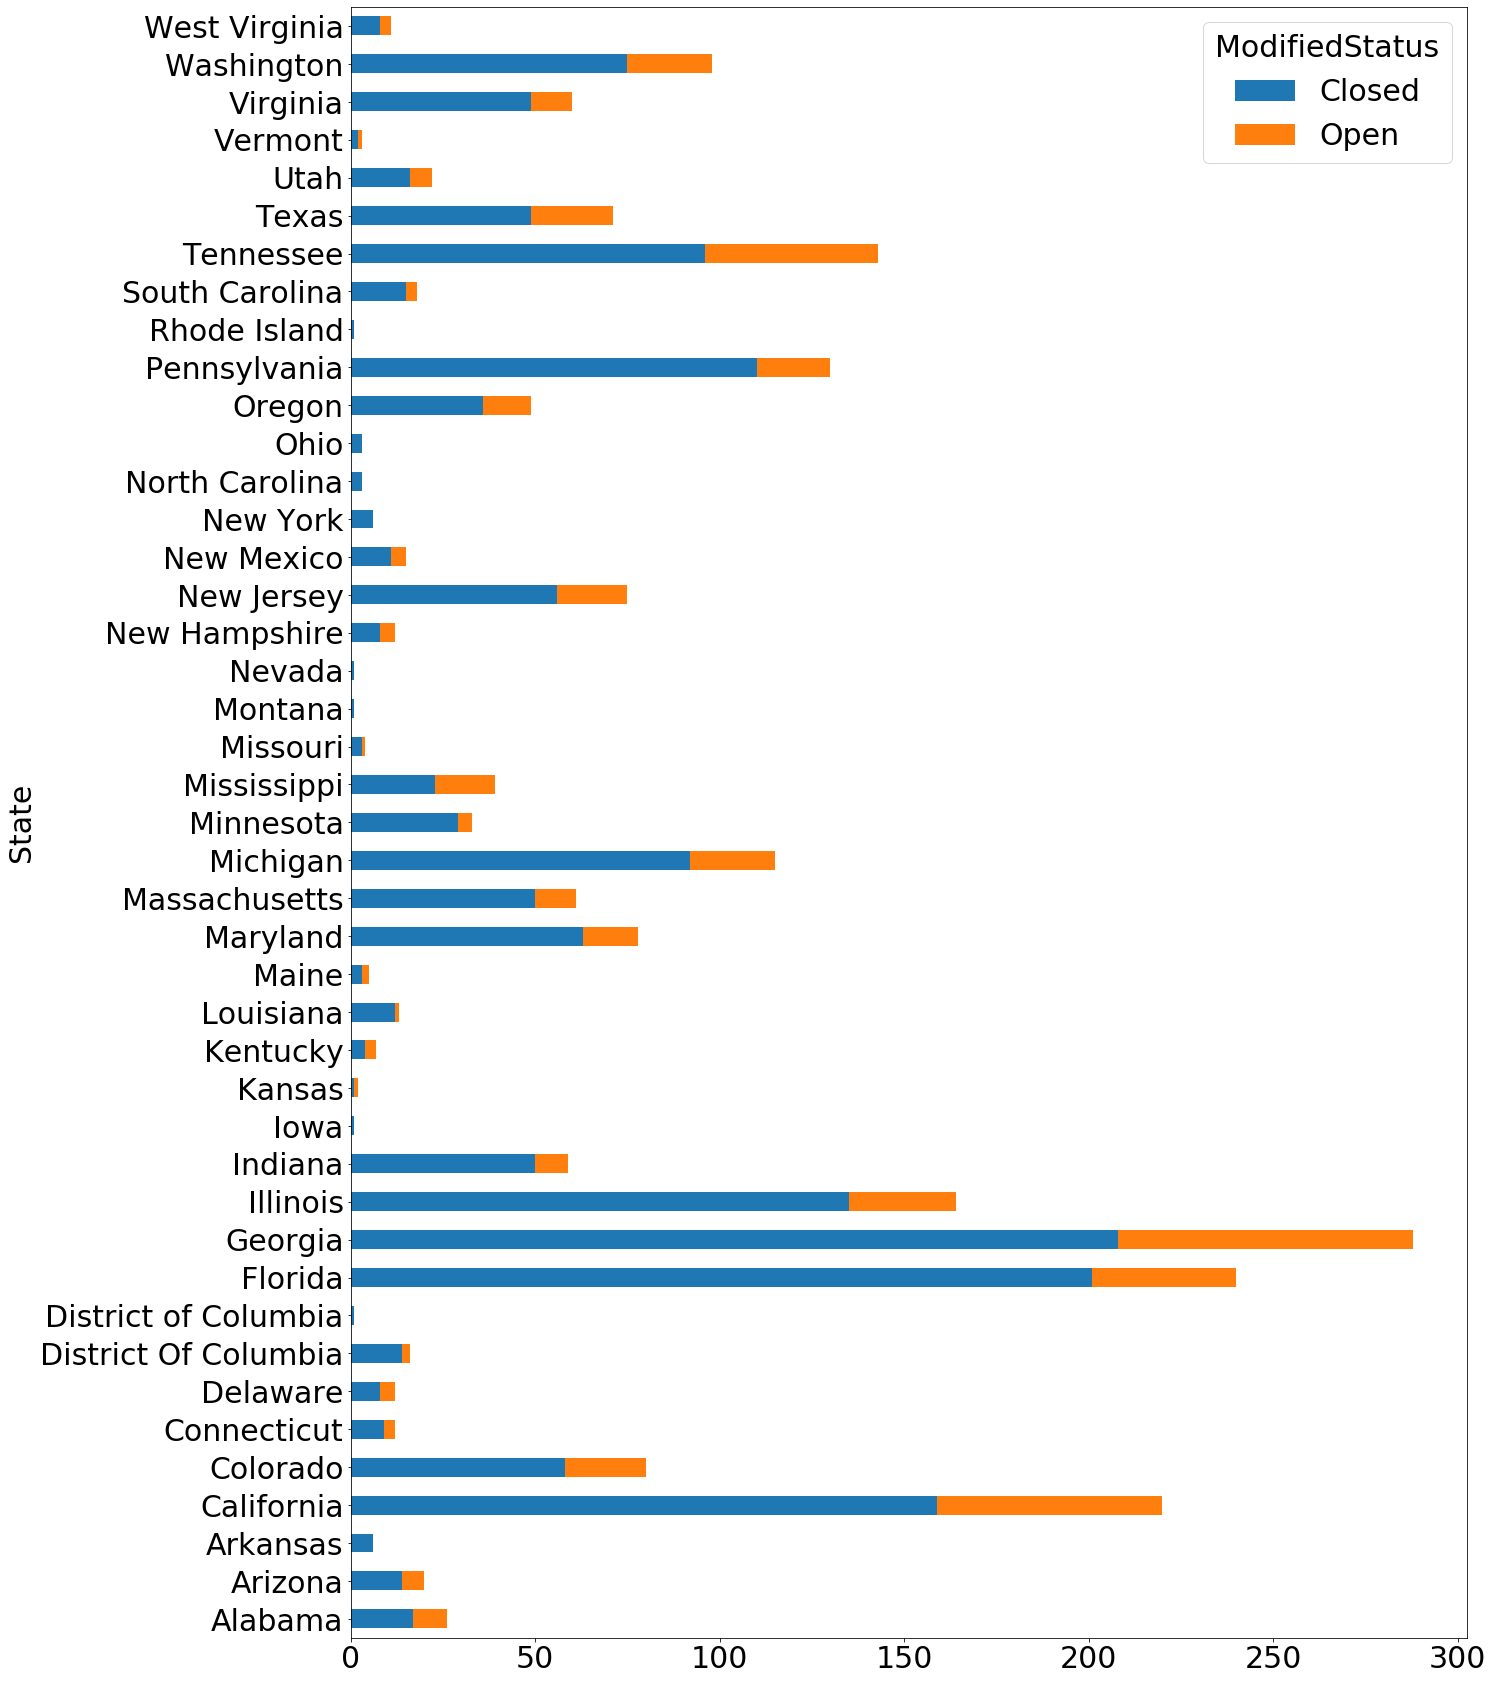 West Virginia
Washington
Virginia
Vermont
Utah
Texas
Tennessee
South Carolina
Rhode Island
Pennsylvania
Oregon
Ohio
North Carolina
New York
New Mexico
New Jersey
New Hampshire
Nevada
Montana
Missouri
Mississippi
Minnesota
Michigan
Massachusetts
Maryland
Maine
Louisiana
Kentucky
Kansas
Iowa
Indiana
Illinois
Georgia
Florida
District of Columbia
District Of Columbia
Delaware
Connecticut
Colorado
California
Arkansas
Arizona
Alabama
State
0 50 100 150 200 250 300
ModifiedStatus
Closed
Open